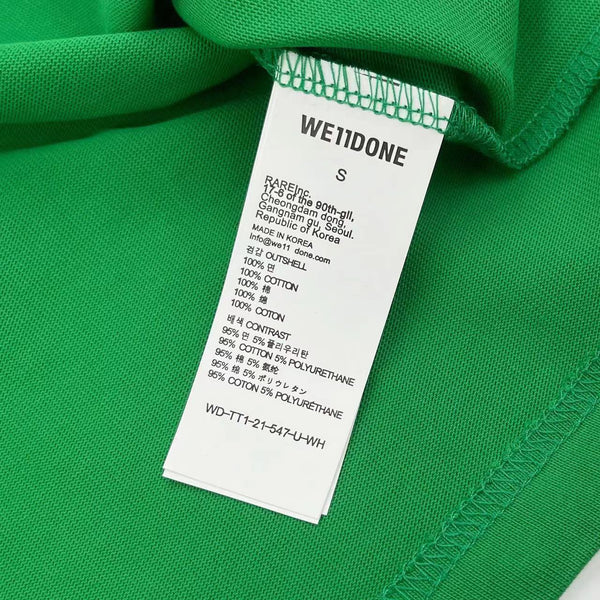 WE11DONE
S
RAREInc.
17-6 of the 90th-gil,
Cheongdam dong,
Gangnam gu, Seoul.
Republic of Korea
MADE IN KOREA
Info@we11 done.com
겉감 OUTSHELL
100% 면
100% COTTON
100% 棉
100% 綿
100% COTON
배색 CONTRAST
95% 면 5% 폴리우리탄
95% COTTON 5% POLYURETHANE
95% 棉 5% 氨纶
95% 綿 5% ポリウレタン
95% COTON 5% POLYURÉTHANE
WD-TT1-21-547-U-WH